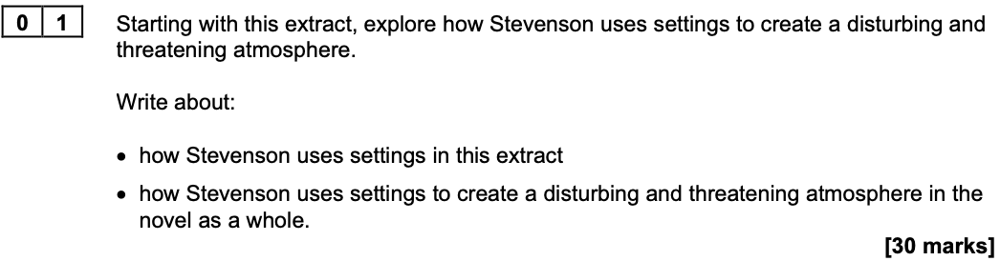 0 1 Starting with this extract, explore how Stevenson uses settings to create a disturbing and
threatening atmosphere.
Write about:
• how Stevenson uses settings in this extract
• how Stevenson uses settings to create a disturbing and threatening atmosphere in the
novel as a whole.
[30 marks]